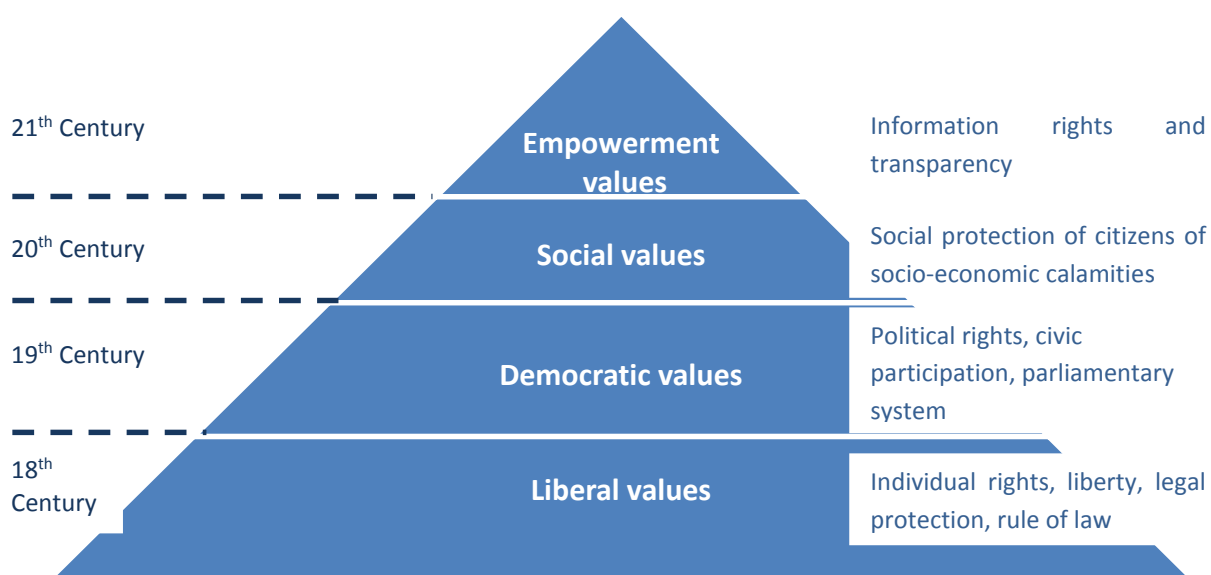 21th Century
Empowerment
values
Information rights and
transparency
20th Century
Social values
Social protection of citizens of
socio-economic calamities
19th Century
Democratic values
Political rights, civic
participation, parliamentary
system
18th
Century
Liberal values
Individual rights, liberty, legal
protection, rule of law